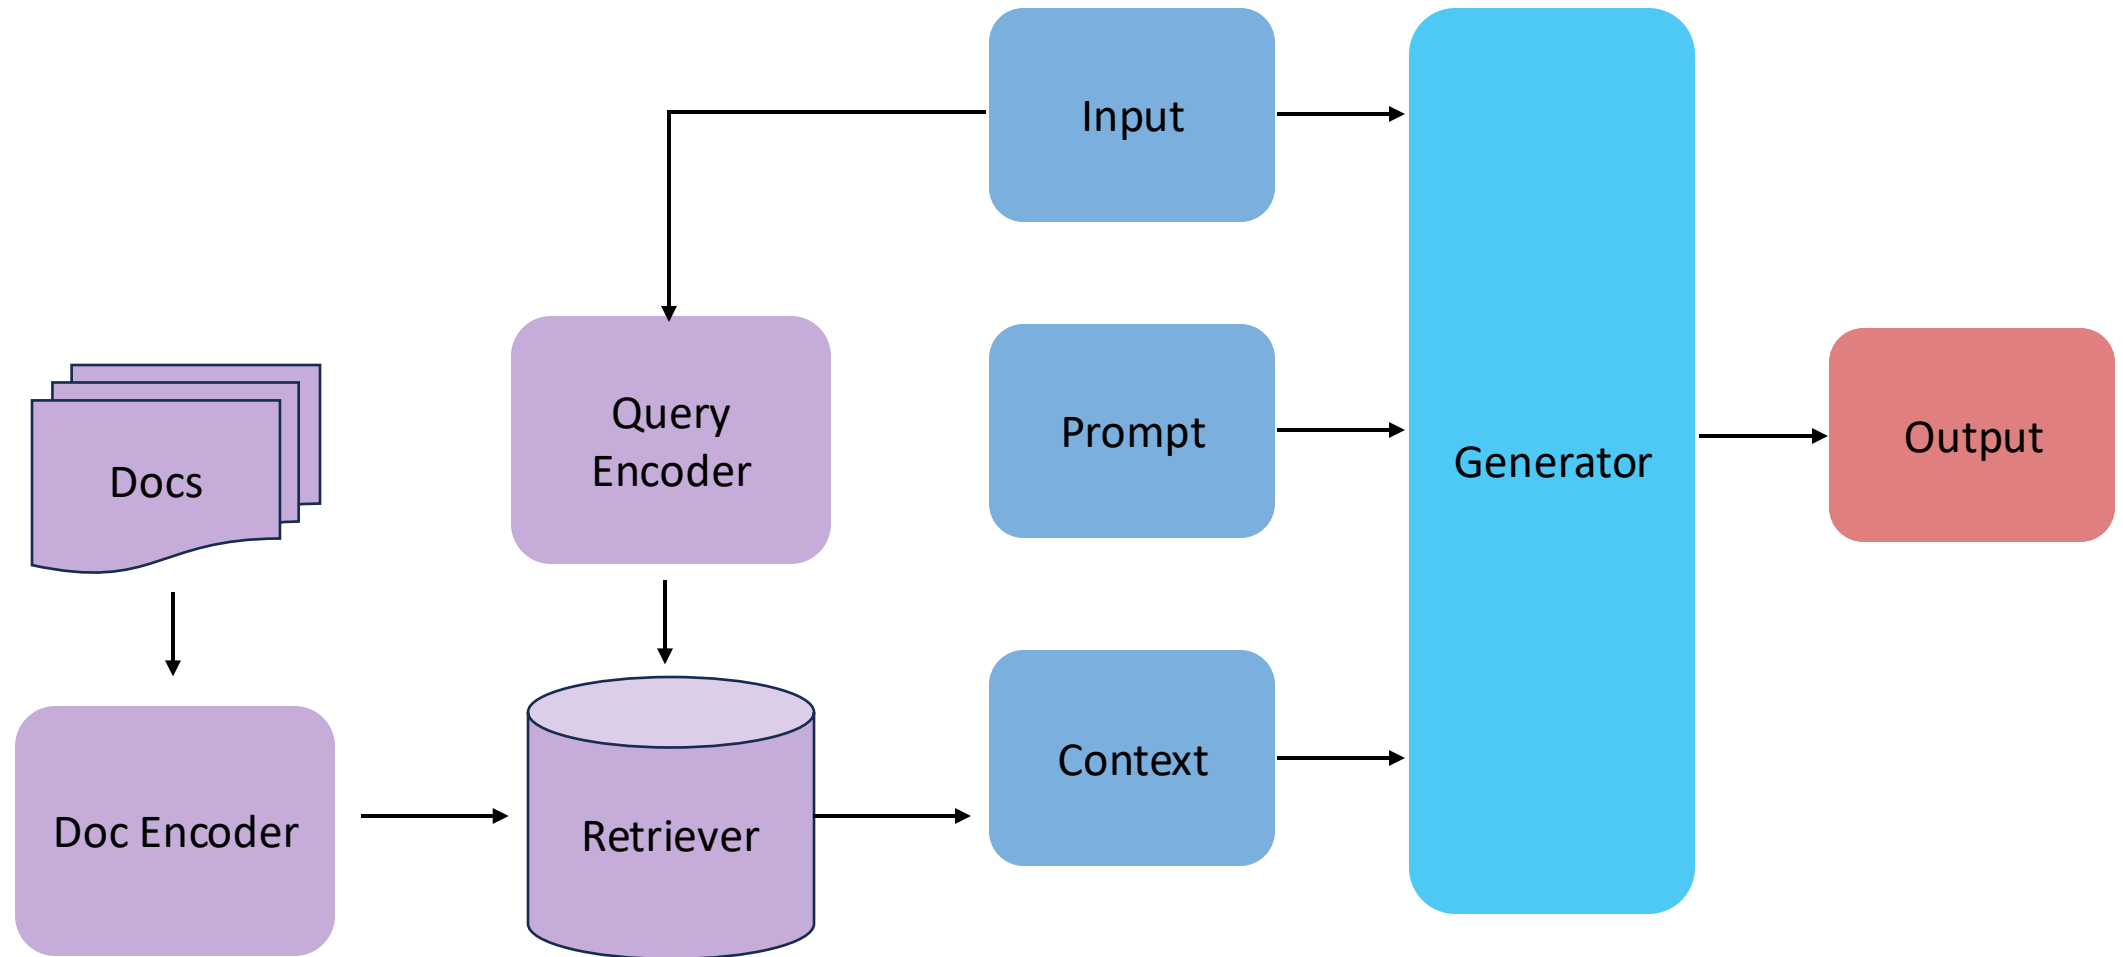 Input
Query
Encoder
Prompt
Docs
Generator
Output
Context
Doc Encoder
Retriever